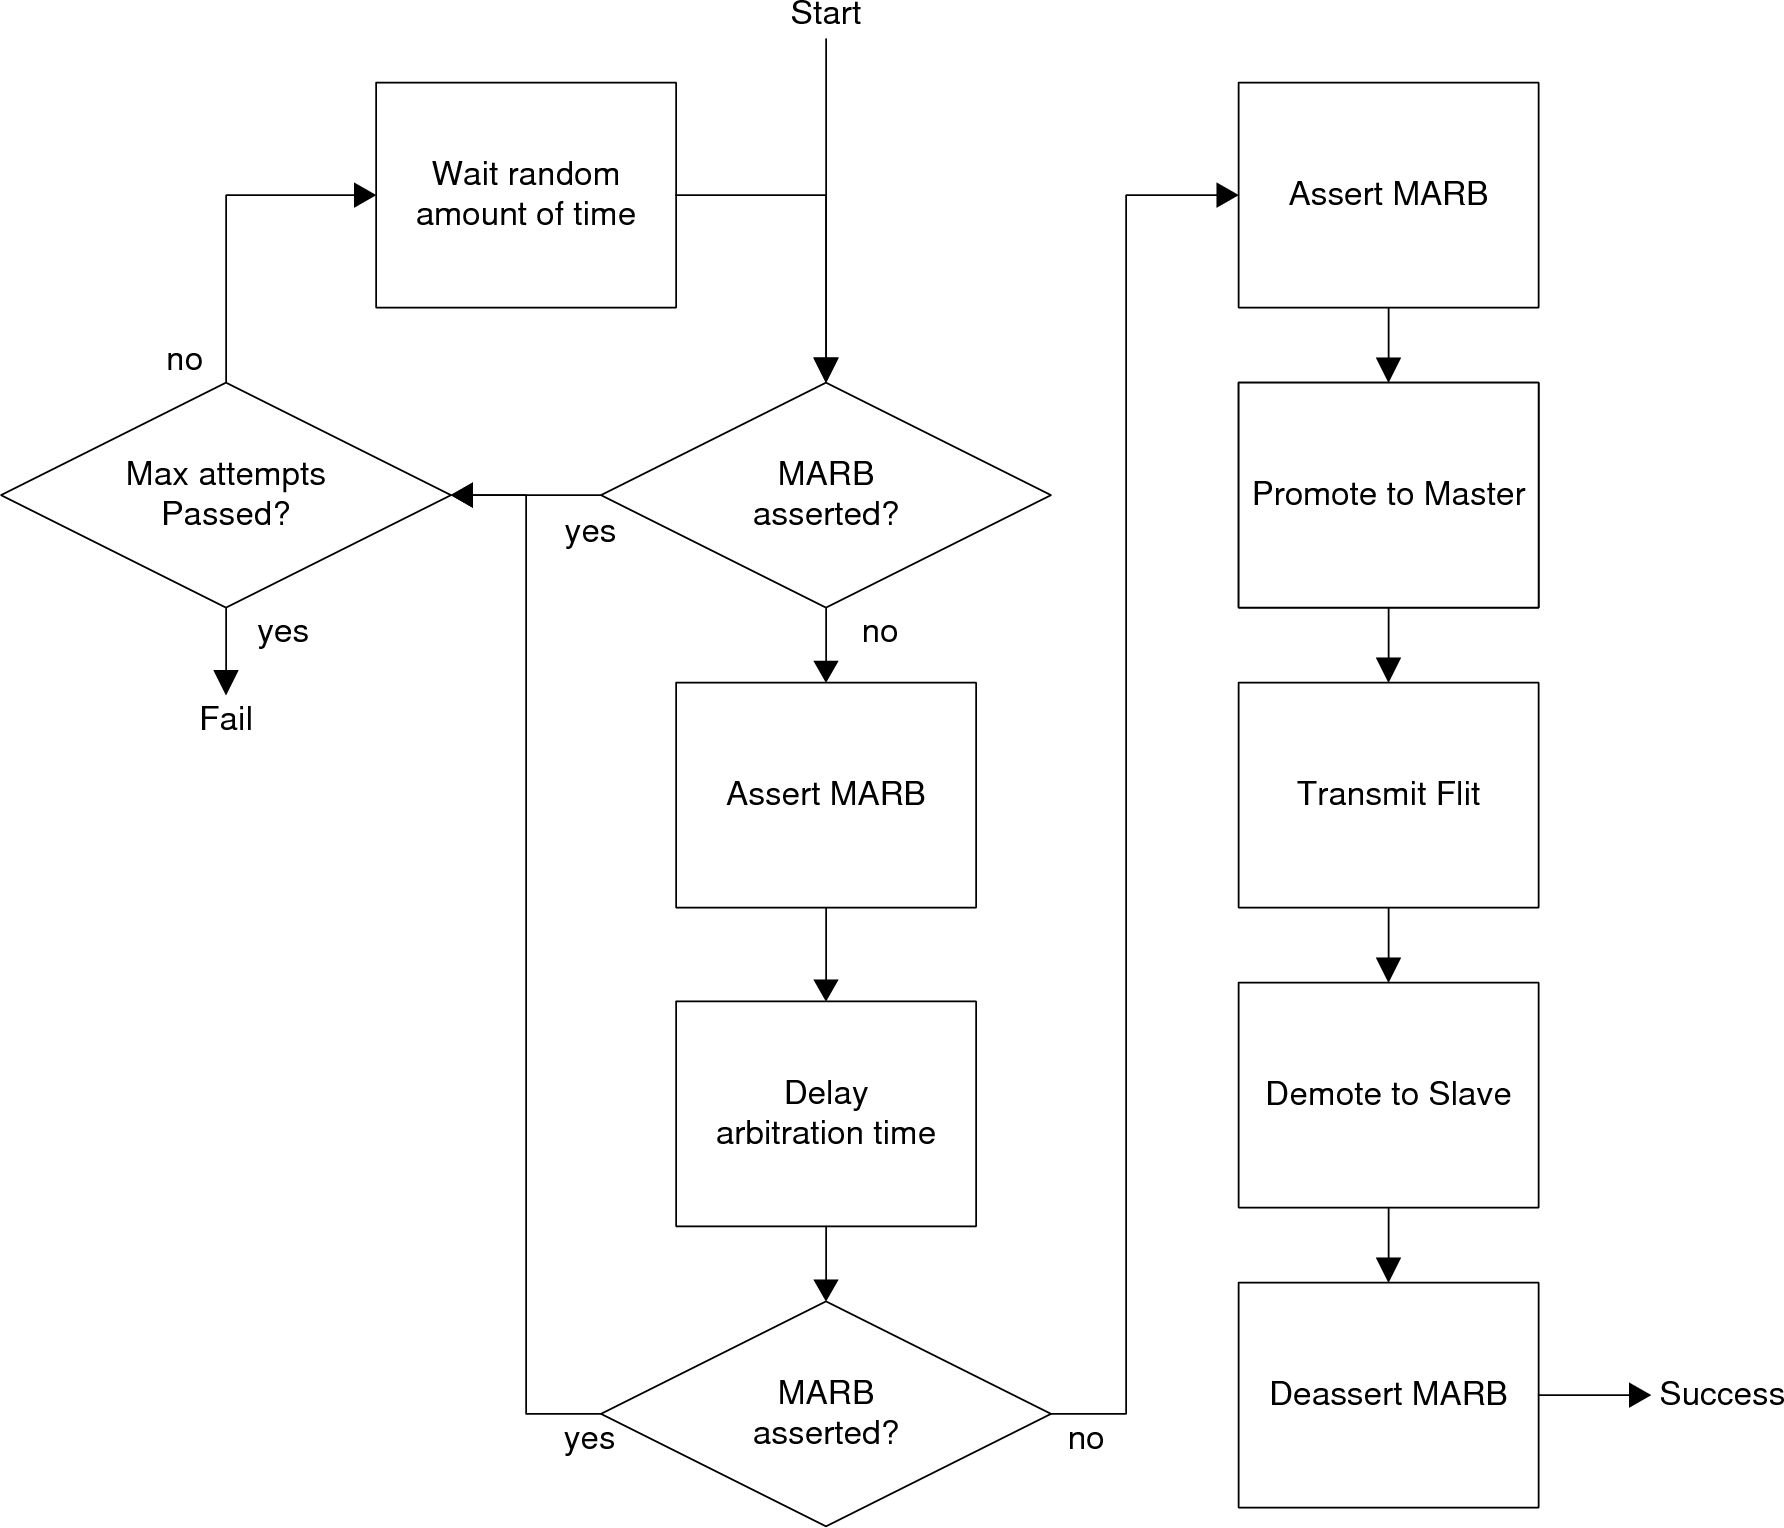 Start
Wait random
amount of time
no
Max attempts
Passed?
yes
Fail
MARB
asserted?
yes
no
Assert MARB
Delay
arbitration time
MARB
asserted?
yes
no
Assert MARB
Promote to Master
Transmit Flit
Demote to Slave
Deassert MARB
Success